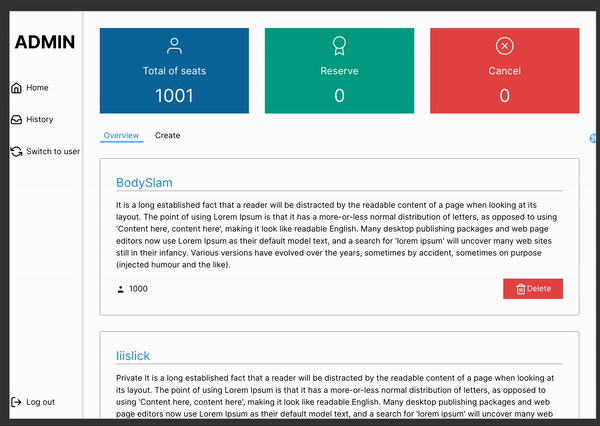 ADMIN
Home
History
Switch to user
Log out
Total of seats
1001
Reserve
0
Cancel
0
Overview
Create
BodySlam
It is a long established fact that a reader will be distracted by the readable content of a page when looking at its
layout. The point of using Lorem Ipsum is that it has a more-or-less normal distribution of letters, as opposed to using
'Content here, content here', making it look like readable English. Many desktop publishing packages and web page
editors now use Lorem Ipsum as their default model text, and a search for 'lorem ipsum' will uncover many web sites
still in their infancy. Various versions have evolved over the years, sometimes by accident, sometimes on purpose
(injected humour and the like).
1000
Delete
liislick
Private It is a long established fact that a reader will be distracted by the readable content of a page when looking at
its layout. The point of using Lorem Ipsum is that it has a more-or-less normal distribution of letters, as opposed to
using 'Content here, content here', making it look like readable English. Many desktop publishing packages and web
page editors now use Lorem Ipsum as their default model text, and a search for 'lorem ipsum' will uncover many web